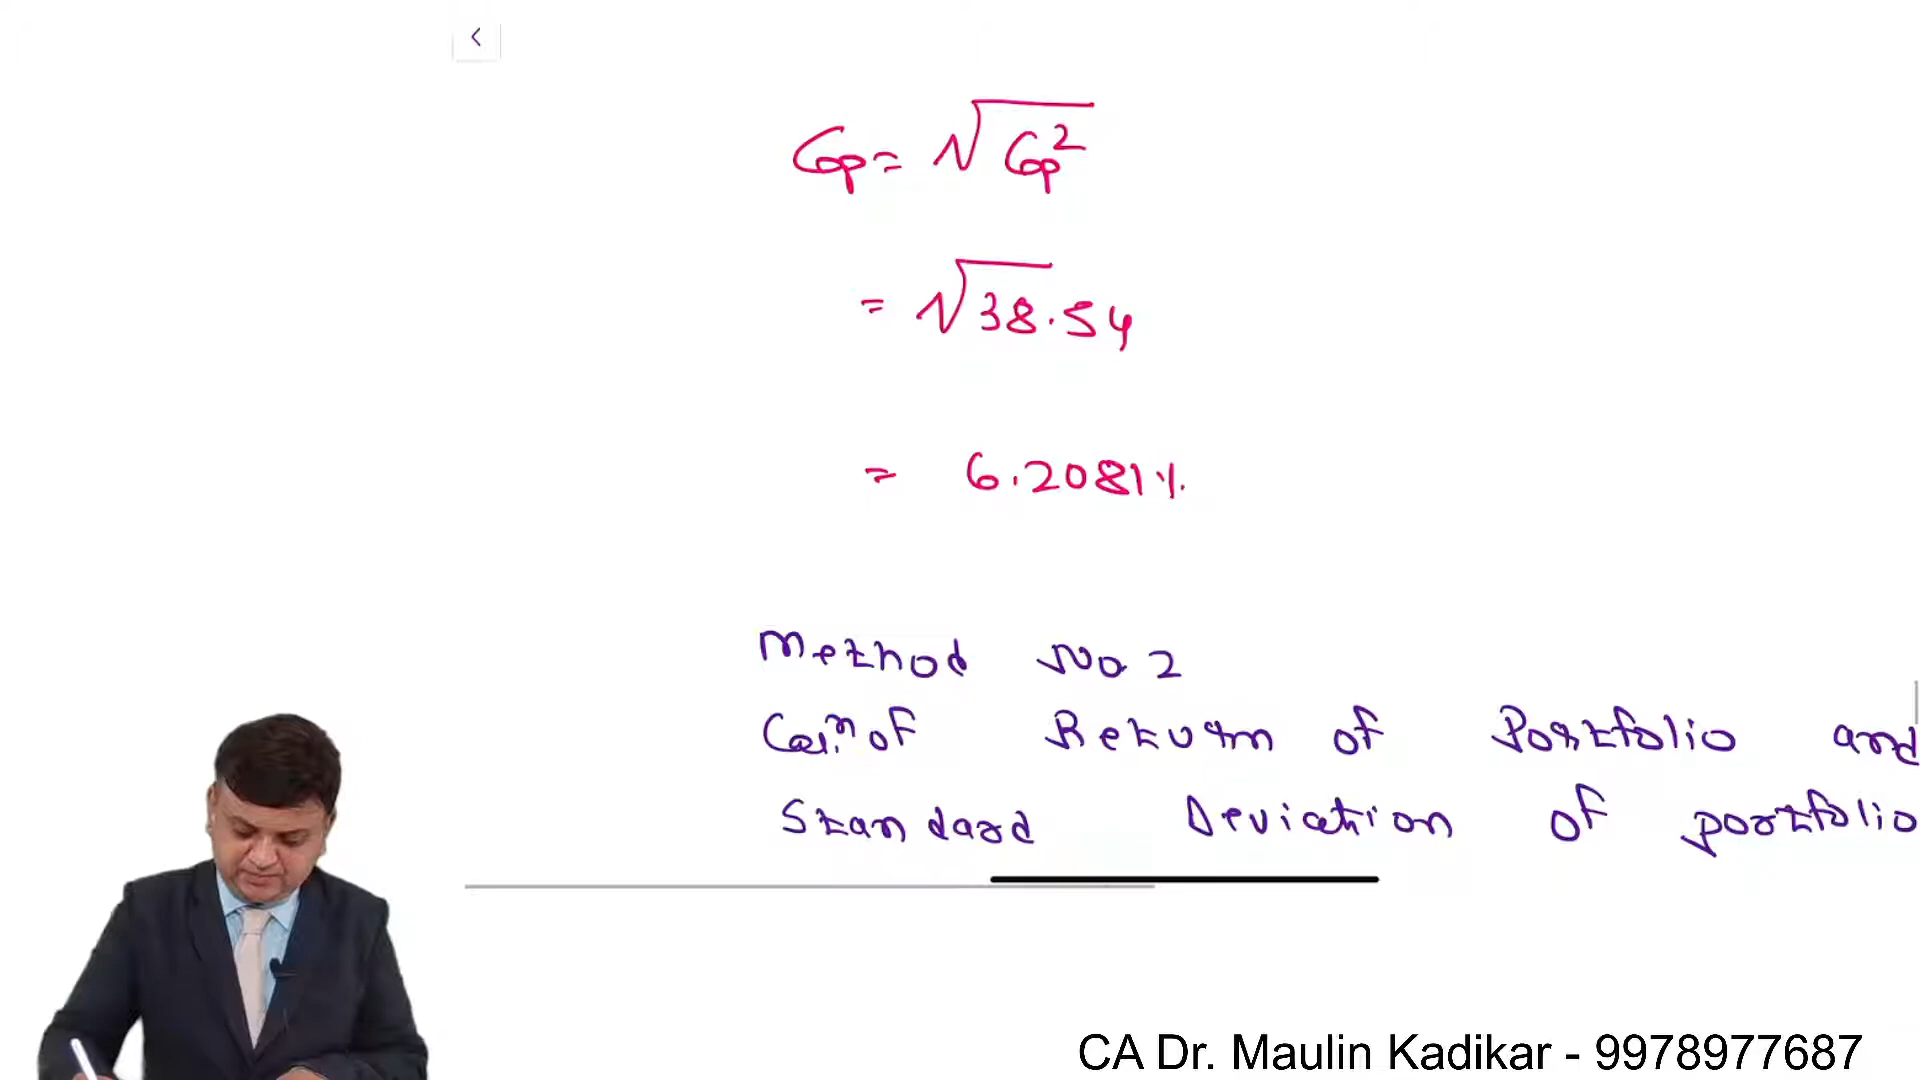 σp = √σp²
= √38.54
= 6.2081%
Method No 2
Calⁿ of Return of Portfolio and
Standard Deviation of portfolio
CA Dr. Maulin Kadikar - 9978977687